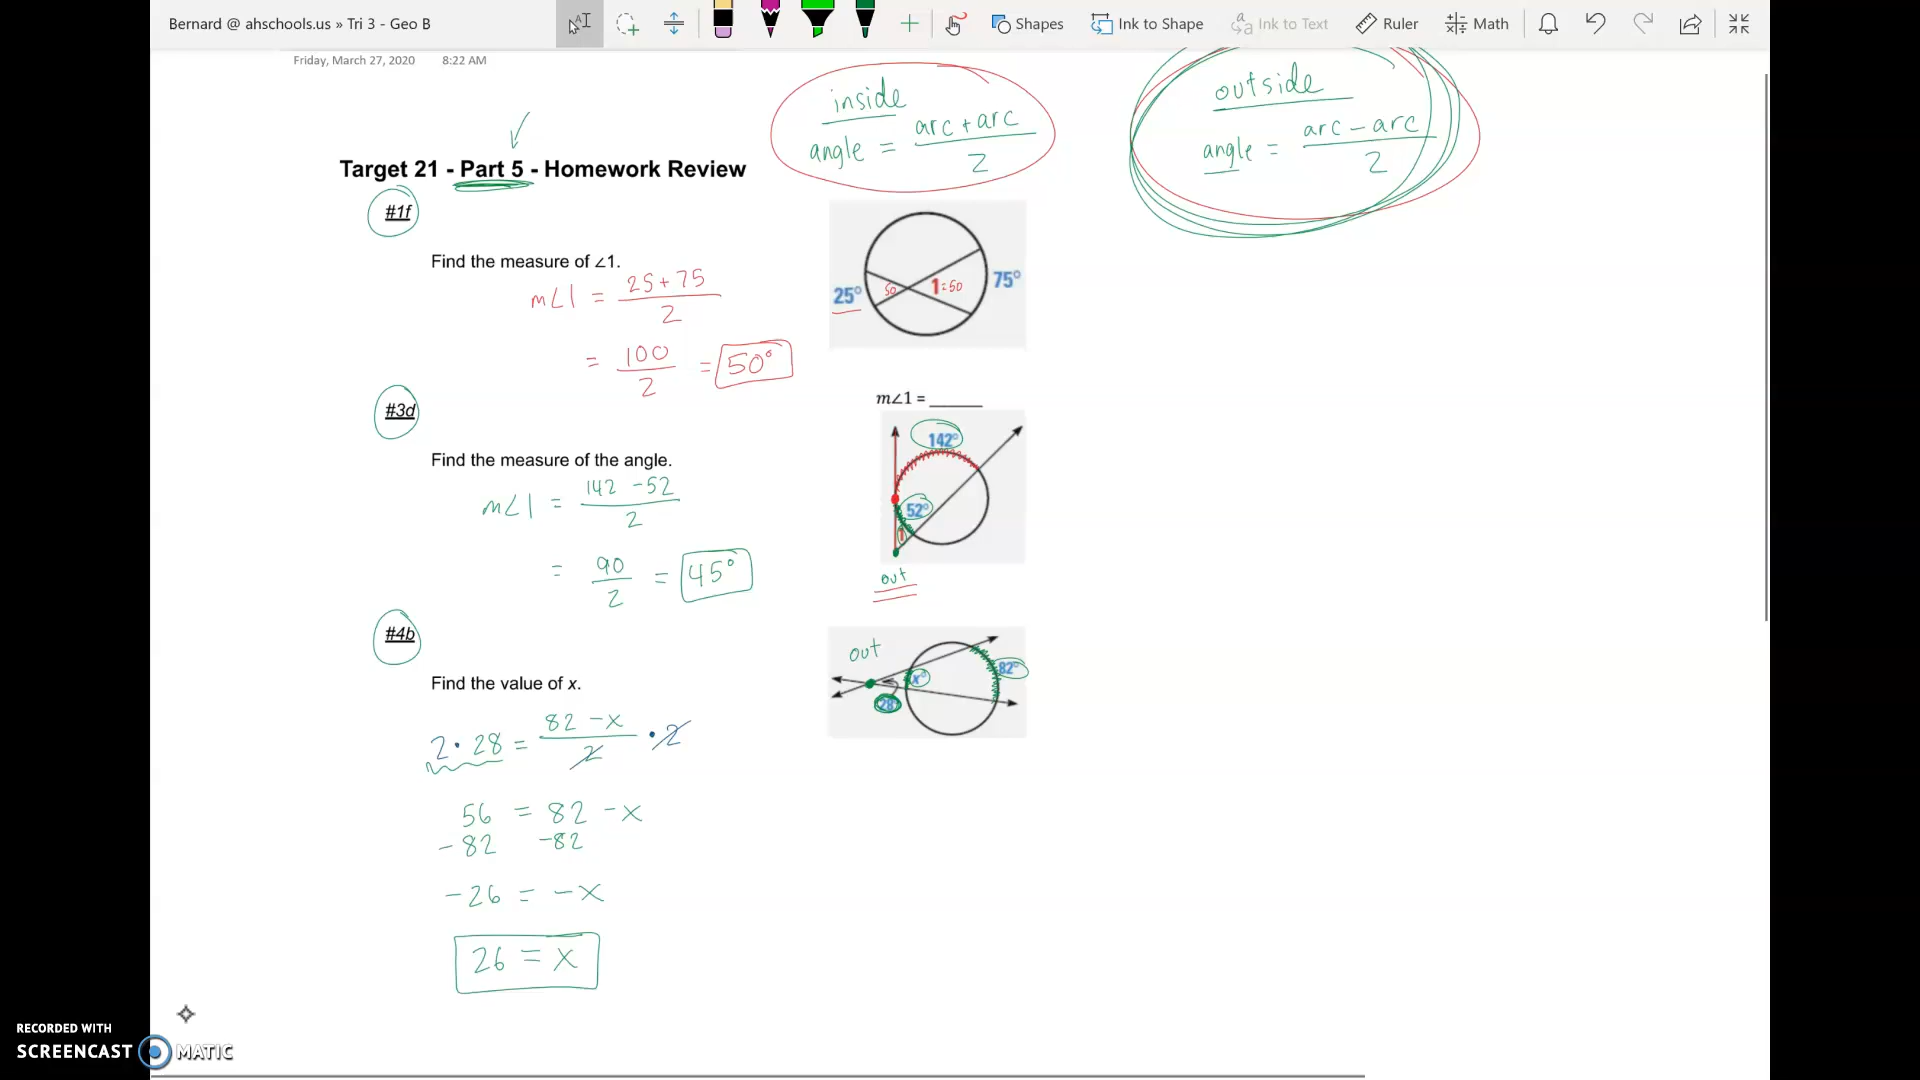 Bernard @ ahschools.us » Tri 3 - Geo B
Shapes
Ink to Shape
Ink to Text
Ruler
Math
Friday, March 27, 2020 8:22 AM
inside
angle = arc + arc / 2
outside
angle = arc - arc / 2
Target 21 - Part 5 - Homework Review
#1f
Find the measure of ∠1.
m∠1 = 25 + 75 / 2
= 100 / 2 = 50°
25°
50
1 = 50
75°
#3d
m∠1 = ______
Find the measure of the angle.
m∠1 = 142 - 52 / 2
= 90 / 2 = 45°
142°
52°
1
out
#4b
Find the value of x.
out
x°
82°
28°
2 · 28 = 82 - x / 2 · 2
56 = 82 - x
- 82 - 82
- 26 = - x
26 = x
RECORDED WITH
SCREENCAST MATIC